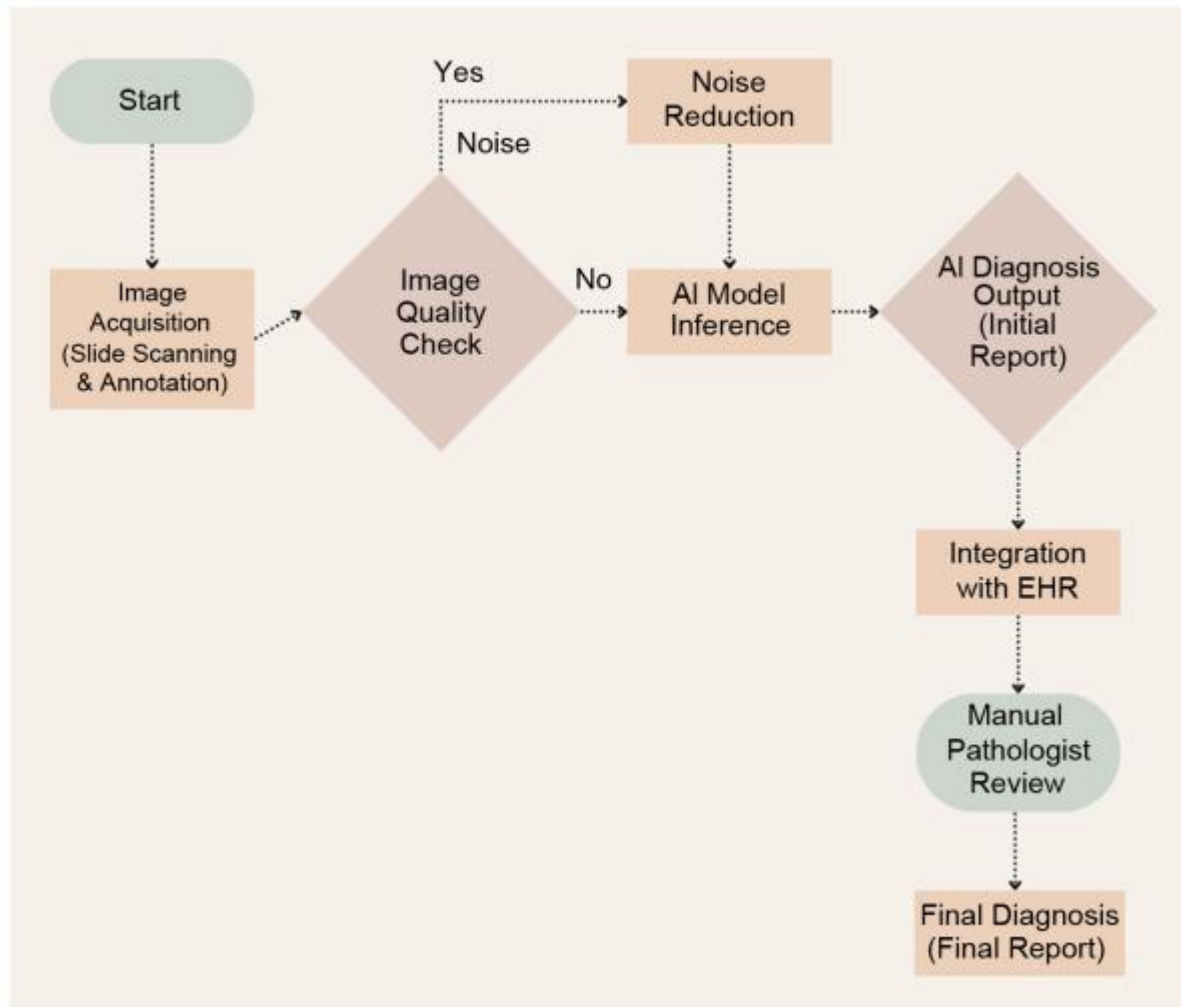 Start
Image
Acquisition
(Slide Scanning
& Annotation)
Image
Quality
Check
Yes
Noise
Noise
Reduction
No
AI Model
Inference
AI Diagnosis
Output
(Initial
Report)
Integration
with EHR
Manual
Pathologist
Review
Final Diagnosis
(Final Report)